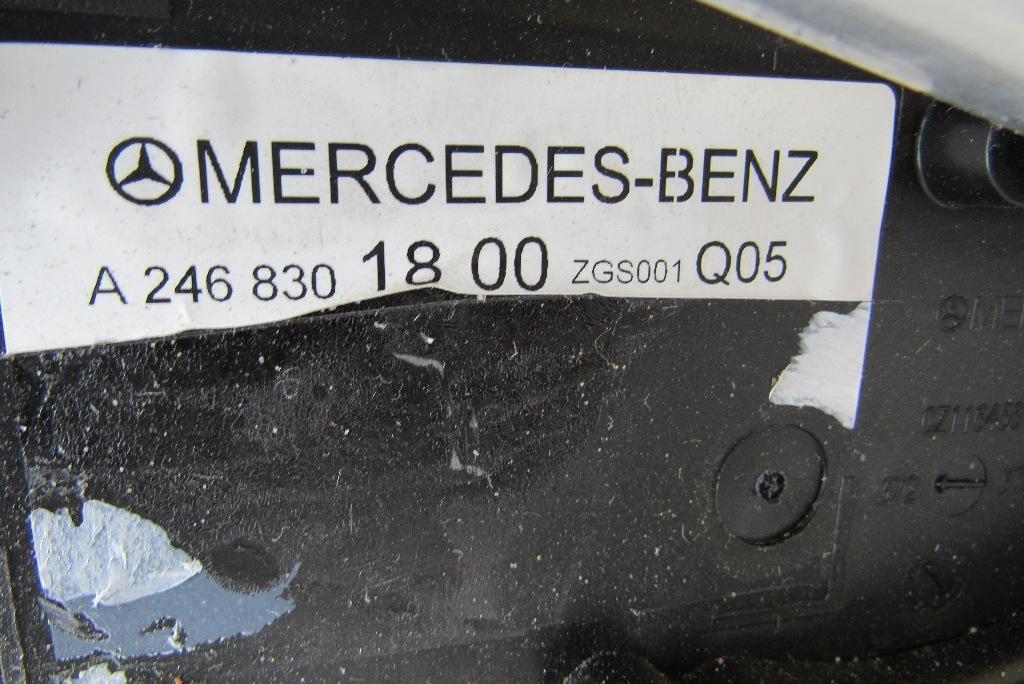 MERCEDES-BENZ
A 246 830 18 00 ZGS001 Q05